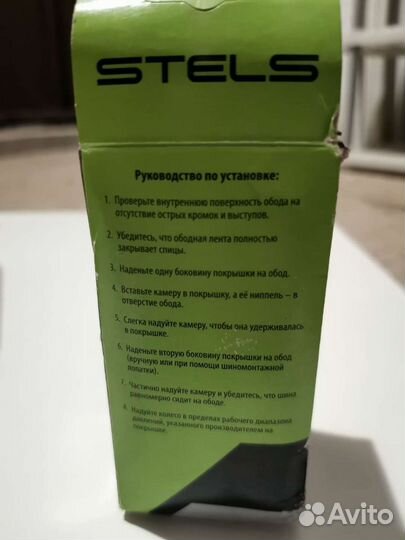 STELS
Руководство по установке:
1. Проверьте внутреннюю поверхность обода на
отсутствие острых кромок и выступов.
2. Убедитесь, что ободная лента полностью
закрывает спицы.
3. Наденьте одну боковину покрышки на обод.
4. Вставьте камеру в покрышку, а её ниппель – в
отверстие обода.
5. Слегка надуйте камеру, чтобы она удерживалась
в покрышке.
6. Наденьте вторую боковину покрышки на обод
(вручную или при помощи шиномонтажной
лопатки).
7. Частично надуйте камеру и убедитесь, что шина
равномерно сидит на ободе.
8. Надуйте колесо в пределах рабочего диапазона
давлений, указанного производителем на
покрышке.
Avito